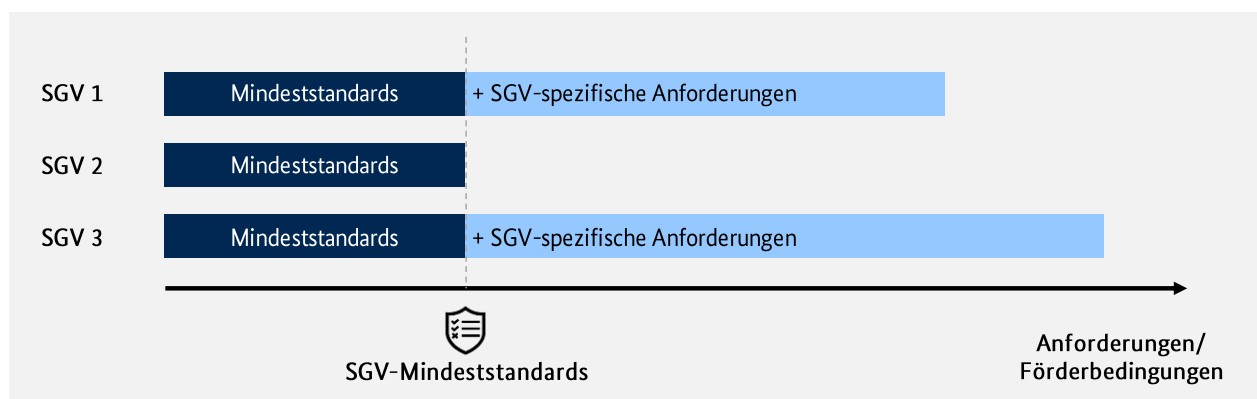 SGV 1
Mindeststandards
+ SGV-spezifische Anforderungen
SGV 2
Mindeststandards
SGV 3
Mindeststandards
+ SGV-spezifische Anforderungen
SGV-Mindeststandards
Anforderungen/
Förderbedingungen